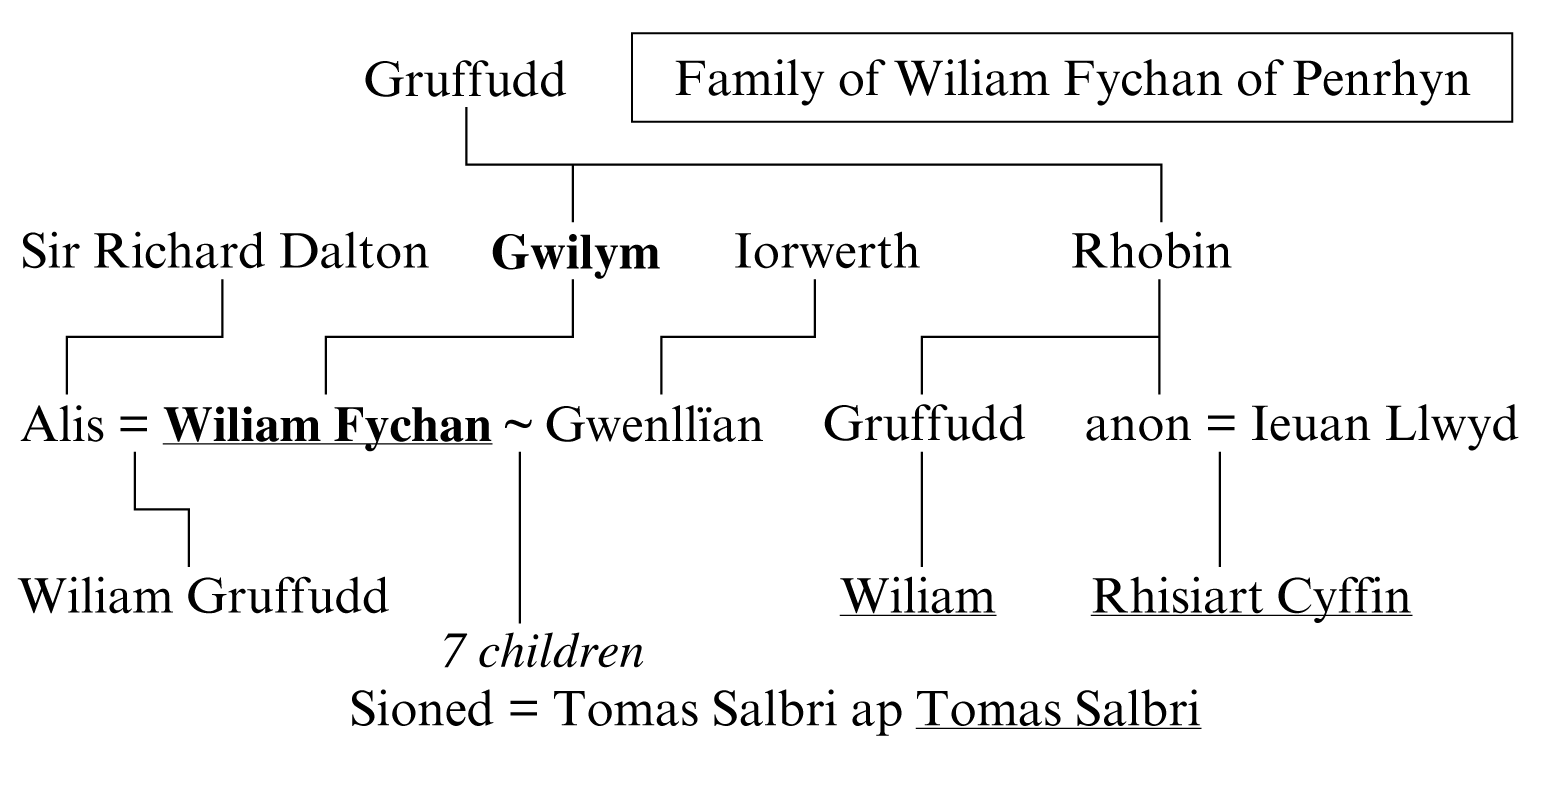 Gruffudd Family of Wiliam Fychan of Penrhyn
Sir Richard Dalton Gwilym Iorwerth Rhobin
Alis = Wiliam Fychan ~ Gwenllïan Gruffudd anon = Ieuan Llwyd
Wiliam Gruffudd Wiliam Rhisiart Cyffin
7 children
Sioned = Tomas Salbri ap Tomas Salbri